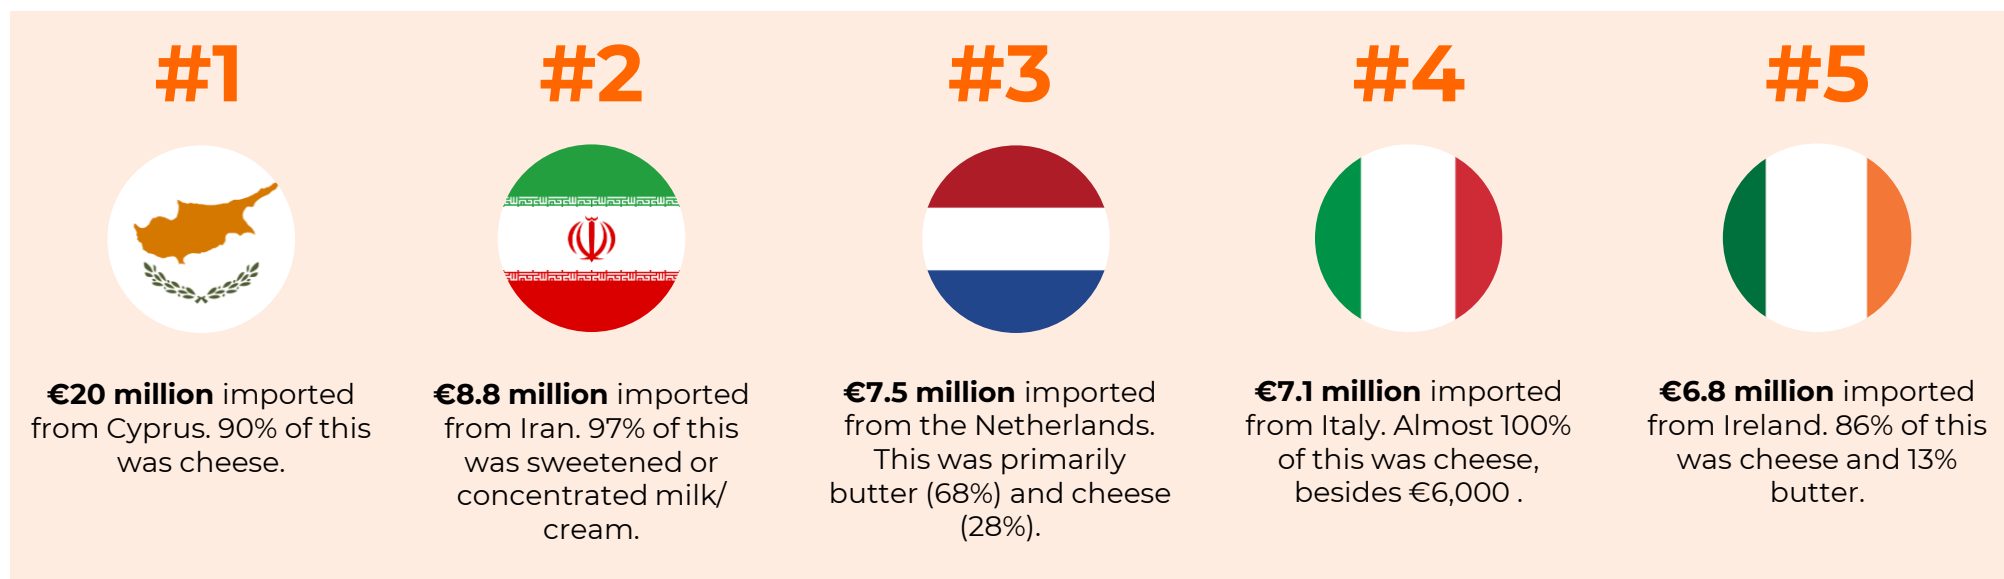 #1
€20 million imported
from Cyprus. 90% of this
was cheese.
#2
€8.8 million imported
from Iran. 97% of this
was sweetened or
concentrated milk/
cream.
#3
€7.5 million imported
from the Netherlands.
This was primarily
butter (68%) and cheese
(28%).
#4
€7.1 million imported
from Italy. Almost 100%
of this was cheese,
besides €6,000 .
#5
€6.8 million imported
from Ireland. 86% of this
was cheese and 13%
butter.